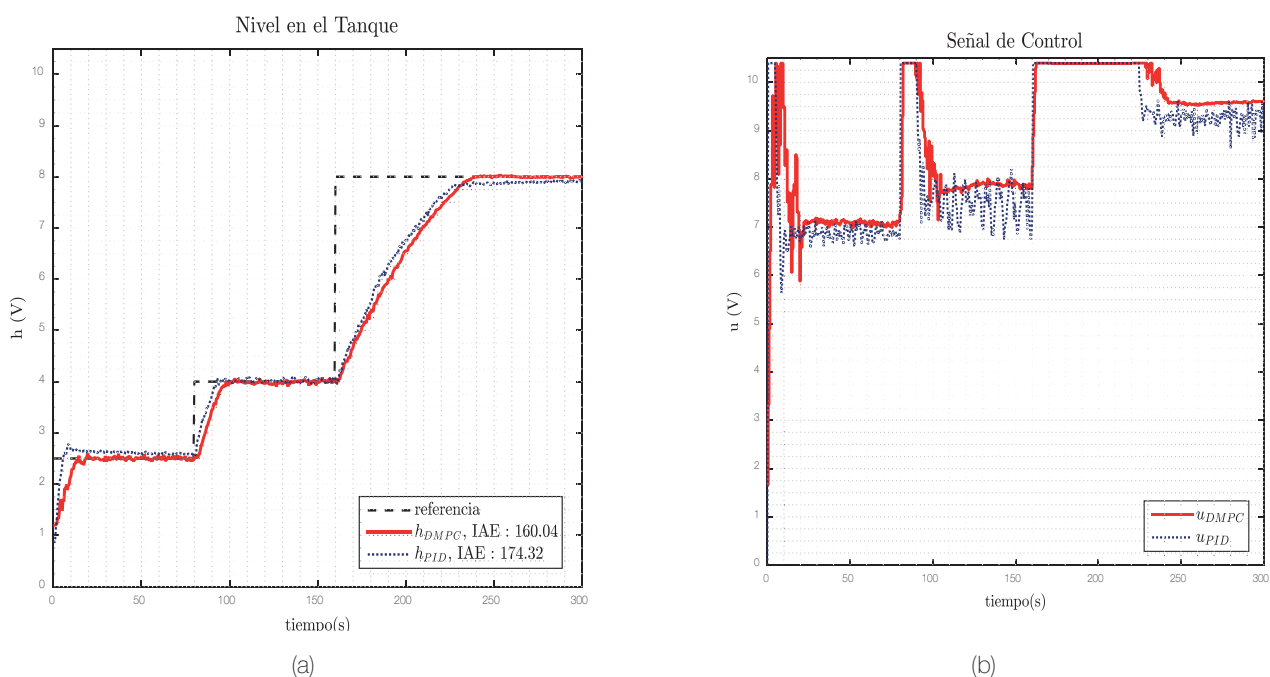 Nivel en el Tanque
10
9
8
7
6
5
4
3
2
1
0
h (V)
0
50
100
150
200
250
300
tiempo(s)
referencia
h_DMPC, IAE : 160.04
h_PID, IAE : 174.32
(a)
Señal de Control
10
9
8
7
6
5
4
3
2
1
0
u (V)
0
50
100
150
200
250
300
tiempo(s)
u_DMPC
u_PID
(b)